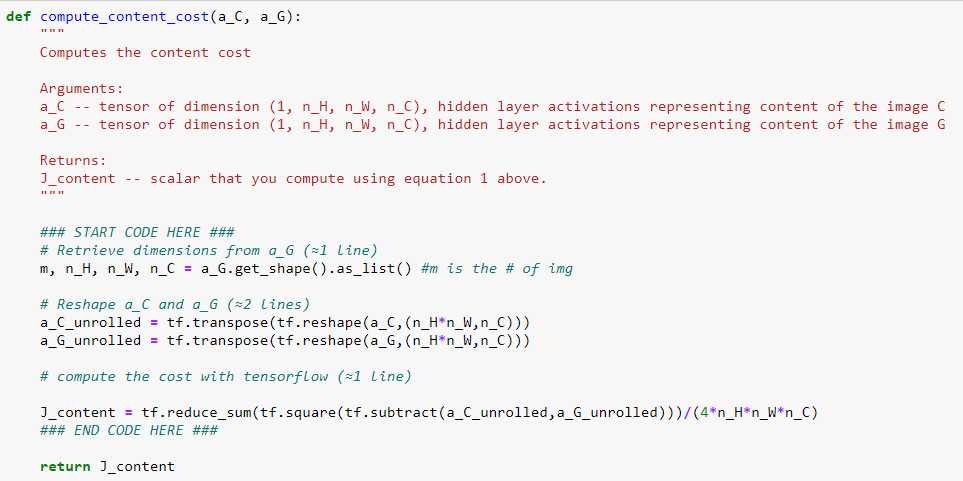 def compute_content_cost(a_C, a_G):
"""
Computes the content cost
Arguments:
a_C -- tensor of dimension (1, n_H, n_W, n_C), hidden layer activations representing content of the image C
a_G -- tensor of dimension (1, n_H, n_W, n_C), hidden layer activations representing content of the image G
Returns:
J_content -- scalar that you compute using equation 1 above.
"""
### START CODE HERE ###
# Retrieve dimensions from a_G (≈1 line)
m, n_H, n_W, n_C = a_G.get_shape().as_list() #m is the # of img
# Reshape a_C and a_G (≈2 lines)
a_C_unrolled = tf.transpose(tf.reshape(a_C,(n_H*n_W,n_C)))
a_G_unrolled = tf.transpose(tf.reshape(a_G,(n_H*n_W,n_C)))
# compute the cost with tensorflow (≈1 line)
J_content = tf.reduce_sum(tf.square(tf.subtract(a_C_unrolled,a_G_unrolled)))/(4*n_H*n_W*n_C)
### END CODE HERE ###
return J_content